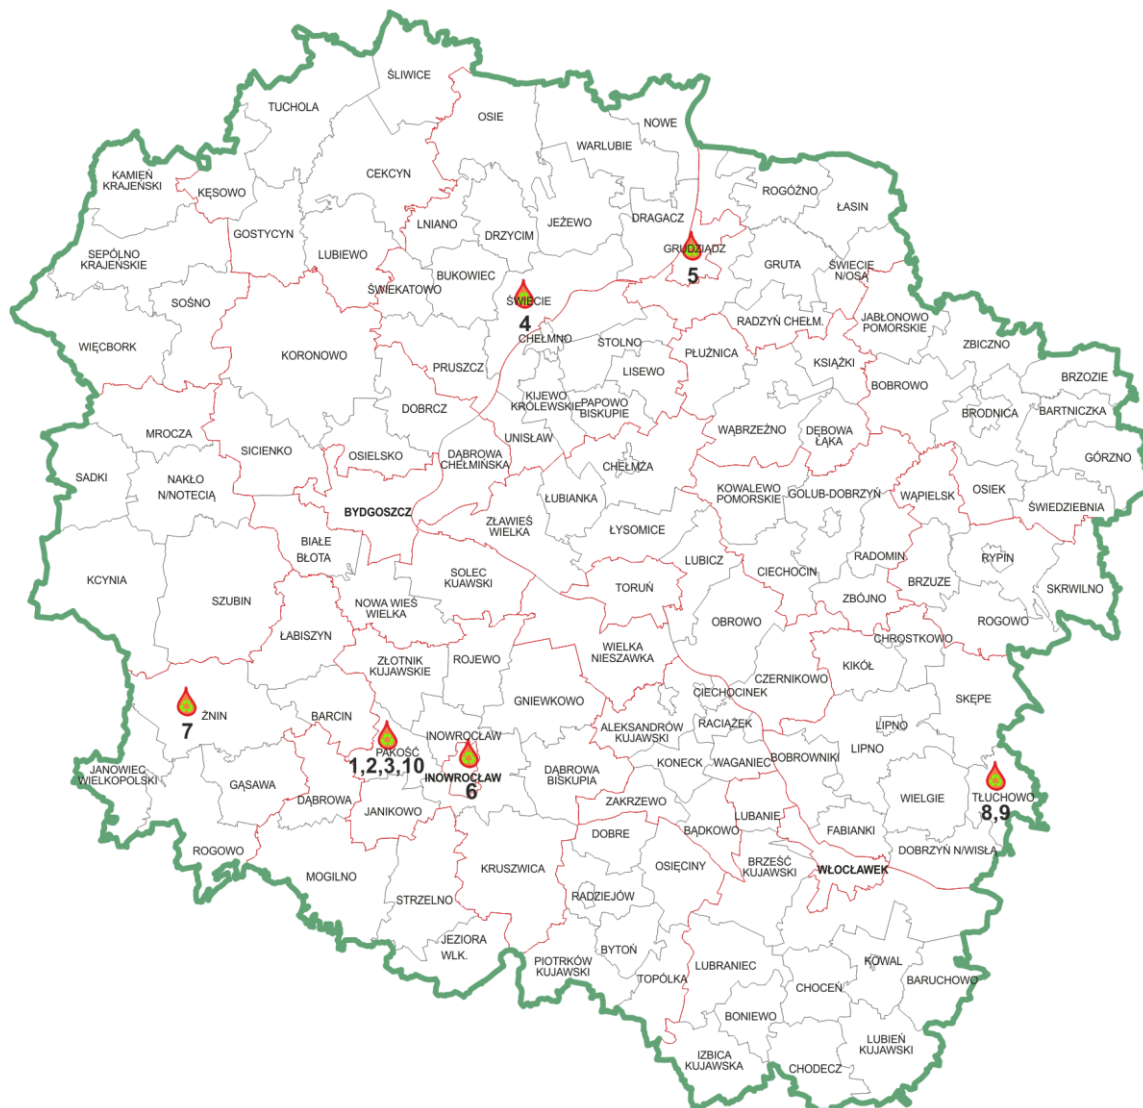 ŚLIWICE
TUCHOLA
OSIE
NOWE
WARLUBIE
KAMIEŃ
KRAJEŃSKI
KĘSOWO
CEKCYN
ROGÓŹNO
ŁASIN
DRAGACZ
LNIANO
JEŻEWO
DRZYCIM
GOSTYCYN
LUBIEWO
GRUDZIĄDZ
5
SEPÓLNO
KRAJEŃSKIE
BUKOWIEC
GRUTA
ŚWIECIE
N/OSĄ
ŚWIEKATOWO
SOŚNO
ŚWIECIE
4
RADZYŃ CHEŁM.
JABŁONOWO
POMORSKIE
WIĘCBORK
KORONOWO
CHEŁMNO
STOLNO
PŁUŻNICA
ZBICZNO
PRUSZCZ
LISEWO
KSIĄŻKI
BRZOZIE
BOBROWO
KIJEWO
KRÓLEWSKIE
PAPOWO
BISKUPIE
DOBRCZ
BRODNICA
BARTNICZKA
MROCZA
UNISŁAW
WĄBRZEŹNO
DĘBOWA
ŁĄKA
SICIENKO
OSIELSKO
DĄBROWA
CHEŁMIŃSKA
GÓRZNO
CHEŁMŻA
SADKI
NAKŁO
N/NOTECIĄ
KOWALEWO
POMORSKIE
GOLUB-DOBRZYŃ
WĄPIELSK
OSIEK
ŁUBIANKA
ŚWIEDZIEBNIA
BYDGOSZCZ
ZŁAWIEŚ
WIELKA
ŁYSOMICE
BIAŁE
BŁOTA
LUBICZ
RADOMIN
RYPIN
SOLEC
KUAWSKI
KCYNIA
CIECHOCIN
BRZUZE
SKRWILNO
TORUŃ
SZUBIN
NOWA WIEŚ
WIELKA
ZBÓJNO
ROGOWO
OBROWO
ŁABISZYN
CHROSTKOWO
WIELKA
NIESZAWKA
ROJEWO
ZŁOTNIK
KUJAWSKIE
KIKÓŁ
CZERNIKOWO
CIECHOCINEK
GNIEWKOWO
SKĘPE
ŻNIN
7
BARCIN
RACIĄŻEK
LIPNO
ALEKSANDRÓW
KUJAWSKI
INOWROCŁAW
PAKOŚĆ
1,2,3,10
LIPNO
BOBROWNIKI
KONECK
WAGANIEC
JANOWIEC
WIELKOPOLSKI
INOWROCŁAW
6
DĄBROWA
BISKUPIA
GĄSAWA
DĄBROWA
WIELGIE
TŁUCHOWO
8,9
ZAKRZEWO
JANIKOWO
LUBANIE
FABIANKI
DOBRE
BĄDKOWO
ROGOWO
DOBRZYŃ N/WISŁĄ
OSIĘCINY
BRZEŚĆ
KUJAWSKI
WŁOCŁAWEK
KRUSZWICA
MOGILNO
STRZELNO
RADZIEJÓW
JEZIORA
WLK.
BYTOŃ
LUBRANIEC
KOWAL
PIOTRKÓW
KUJAWSKI
TOPÓLKA
CHOCEŃ
BARUCHOWO
BONIEWO
LUBIEŃ
KUJAWSKI
IZBICA
KUJAWSKA
CHODECZ